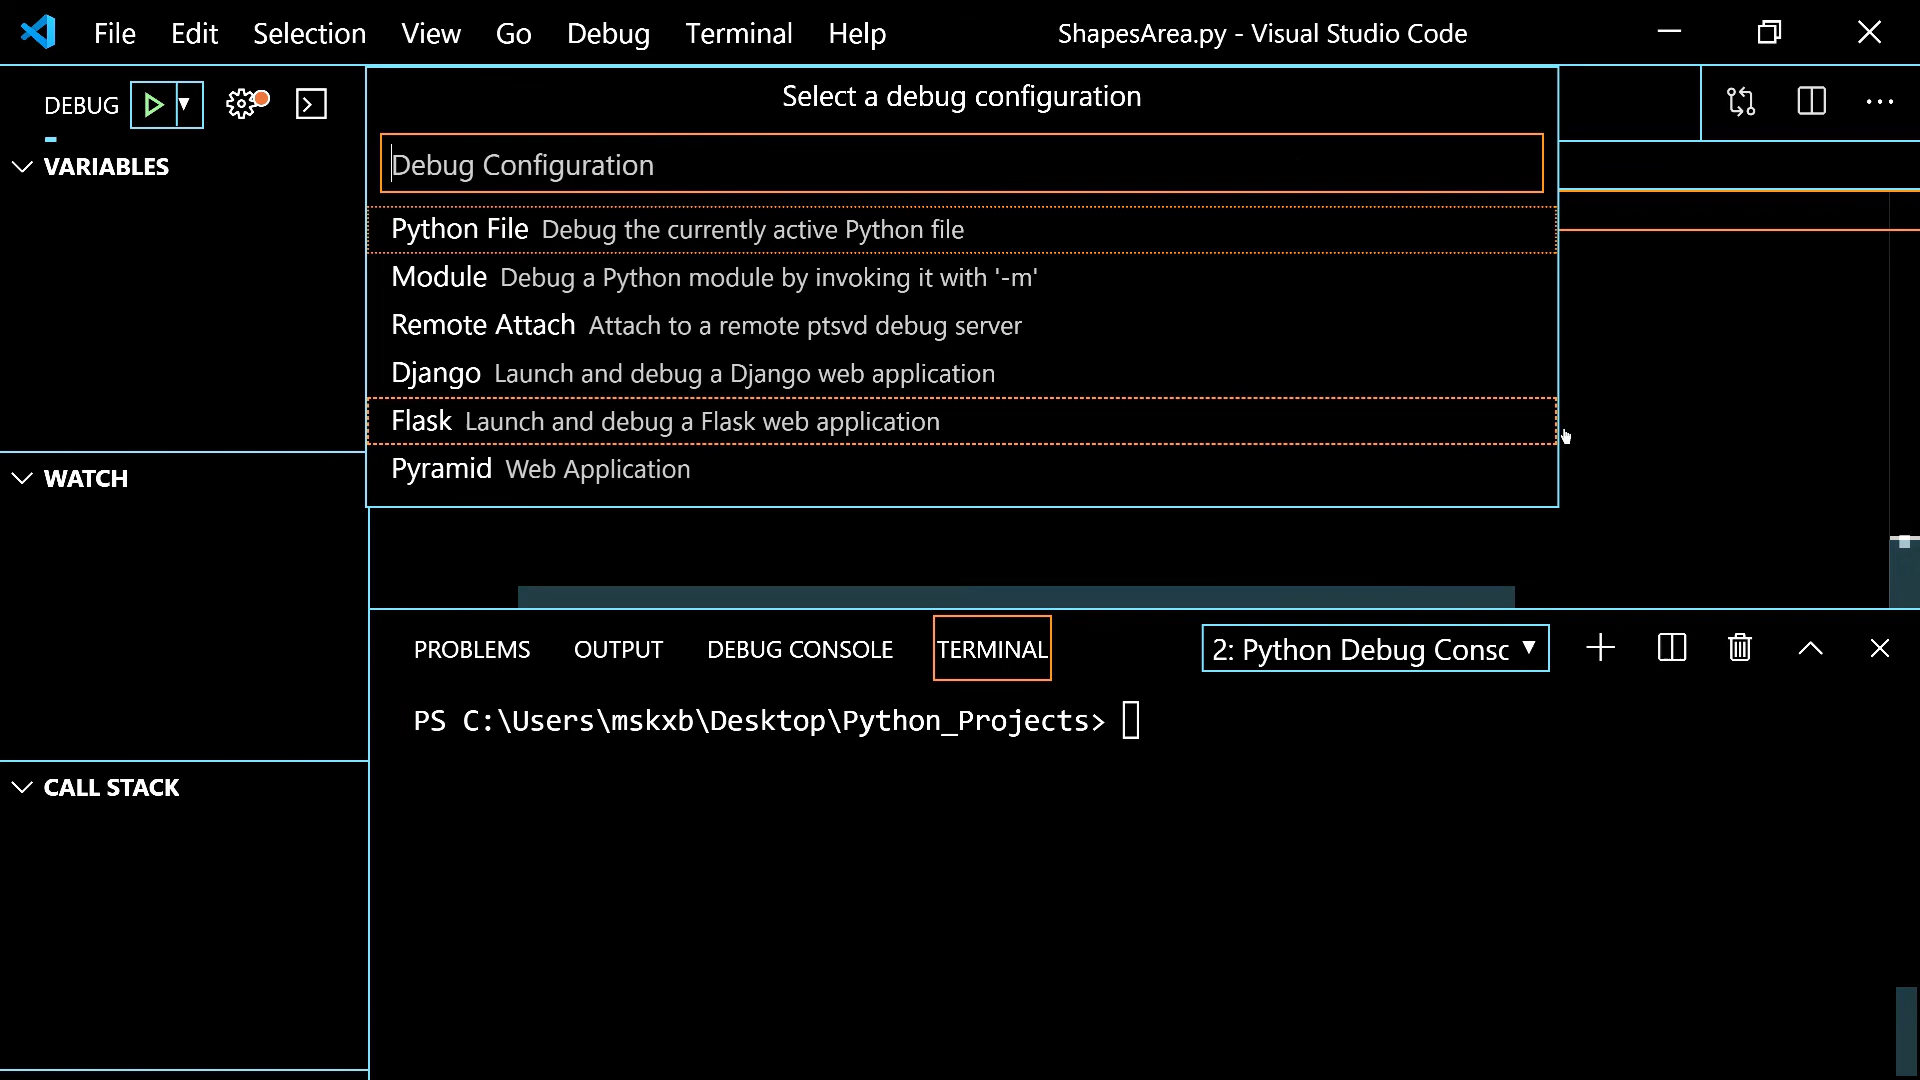 File Edit Selection View Go Debug Terminal Help ShapesArea.py - Visual Studio Code
DEBUG
Select a debug configuration
Debug Configuration
Python File Debug the currently active Python file
Module Debug a Python module by invoking it with '-m'
Remote Attach Attach to a remote ptsvd debug server
Django Launch and debug a Django web application
Flask Launch and debug a Flask web application
Pyramid Web Application
VARIABLES
WATCH
CALL STACK
PROBLEMS OUTPUT DEBUG CONSOLE TERMINAL 2: Python Debug Consc
PS C:\Users\mskxb\Desktop\Python_Projects>